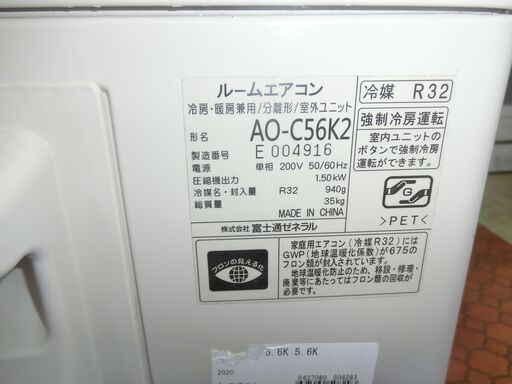 ルームエアコン
冷房・暖房兼用/分離形/室外ユニット
形名 AO-C56K2
製造番号 E 004916
電源 単相 200V 50/60Hz
圧縮機出力 1.50kW
冷媒名・封入量 R32 940g
総質量 35kg
MADE IN CHINA
株式会社 富士通ゼネラル
冷媒 R32
強制冷房運転
室内ユニットの
ボタンで強制冷房
運転ができます。
>PET<
フロンの見える化
家庭用エアコン(冷媒R32)には
GWP(地球温暖化係数)が675の
フロン類が封入されています。
地球温暖化防止のため、移設・修理・
廃棄等にあたってはフロン類の回収が
必要です。
5.6K 5.6K
2020
0627060 508293